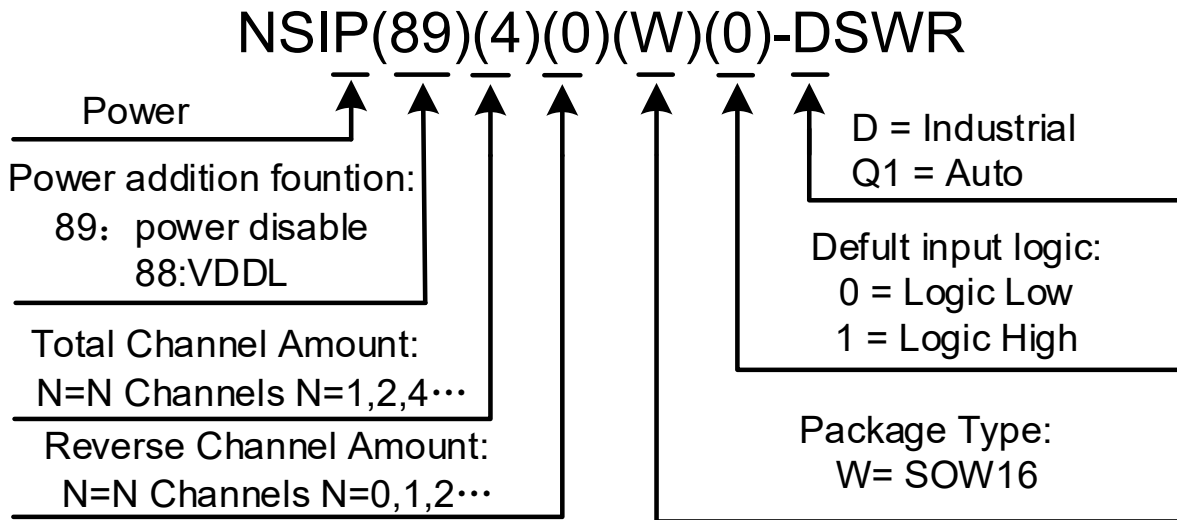 NSIP(89)(4)(0)(W)(0)-DSWR
Power
Power addition fountion:
89： power disable
88:VDDL
Total Channel Amount:
N=N Channels N=1,2,4⋯
Reverse Channel Amount:
N=N Channels N=0,1,2⋯
D = Industrial
Q1 = Auto
Defult input logic:
0 = Logic Low
1 = Logic High
Package Type:
W= SOW16